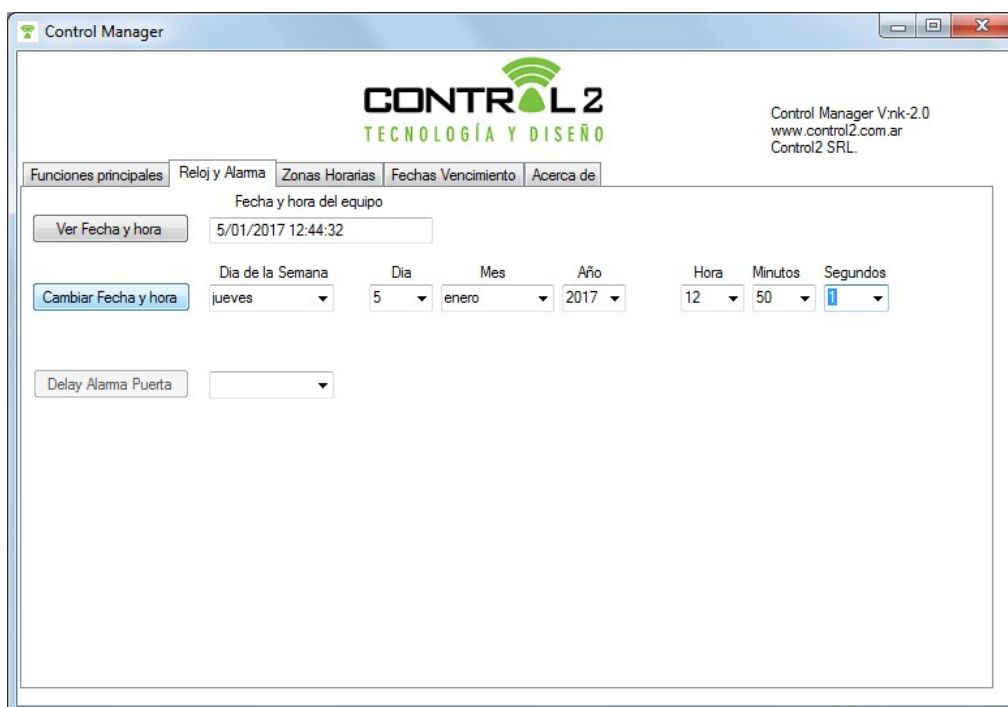 Control Manager
CONTROL 2
TECNOLOGÍA Y DISEÑO
Control Manager V:nk-2.0
www.control2.com.ar
Control2 SRL.
Funciones principales Reloj y Alarma Zonas Horarias Fechas Vencimiento Acerca de
Fecha y hora del equipo
Ver Fecha y hora 5/01/2017 12:44:32
Dia de la Semana Dia Mes Año Hora Minutos Segundos
Cambiar Fecha y hora jueves 5 enero 2017 12 50 1
Delay Alarma Puerta